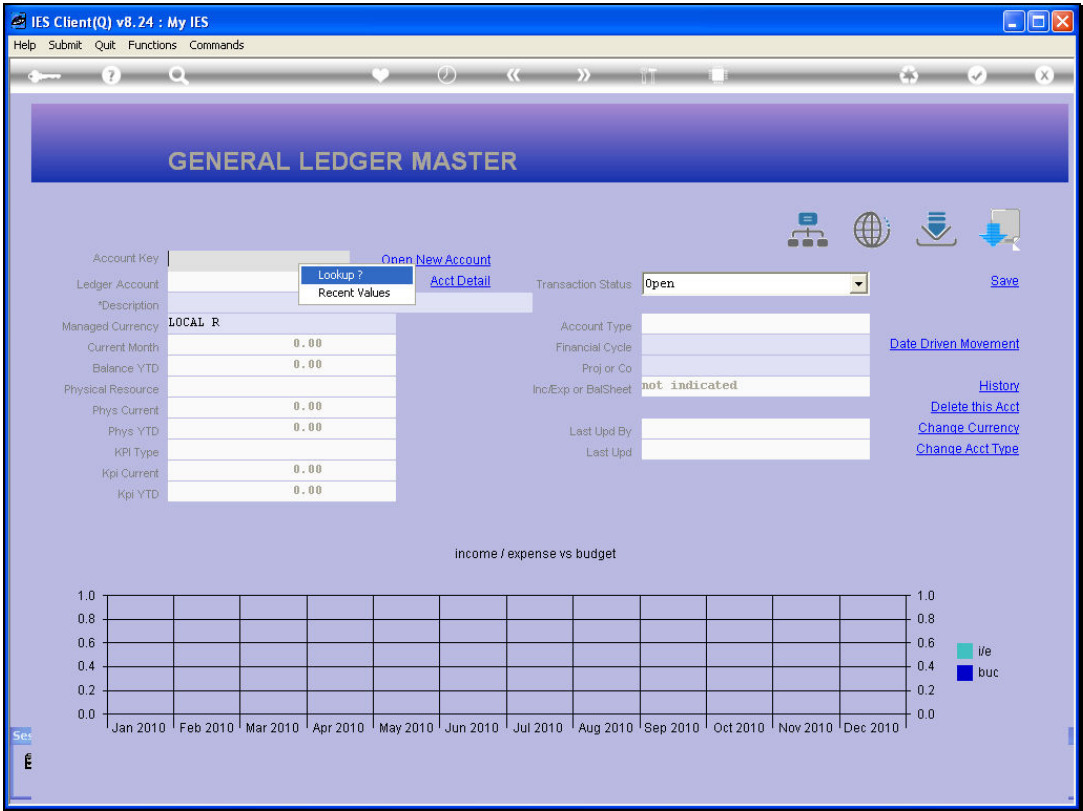 IES Client(Q) v8.24 : My IES
Help Submit Quit Functions Commands
GENERAL LEDGER MASTER
Account Key Open New Account
Lookup ?
Recent Values
Ledger Account Acct Detail Transaction Status Open Save
*Description
Managed Currency LOCAL R Account Type
Current Month 0.00 Financial Cycle Date Driven Movement
Balance YTD 0.00 Proj or Co
Physical Resource Inc/Exp or BalSheet not indicated History
Phys Current 0.00 Delete this Acct
Phys YTD 0.00 Last Upd By Change Currency
KPI Type Last Upd Change Acct Type
Kpi Current 0.00
Kpi YTD 0.00
income / expense vs budget
1.0 1.0
0.8 0.8
0.6 0.6
i/e
0.4 0.4
buc
0.2 0.2
0.0 0.0
Jan 2010 Feb 2010 Mar 2010 Apr 2010 May 2010 Jun 2010 Jul 2010 Aug 2010 Sep 2010 Oct 2010 Nov 2010 Dec 2010